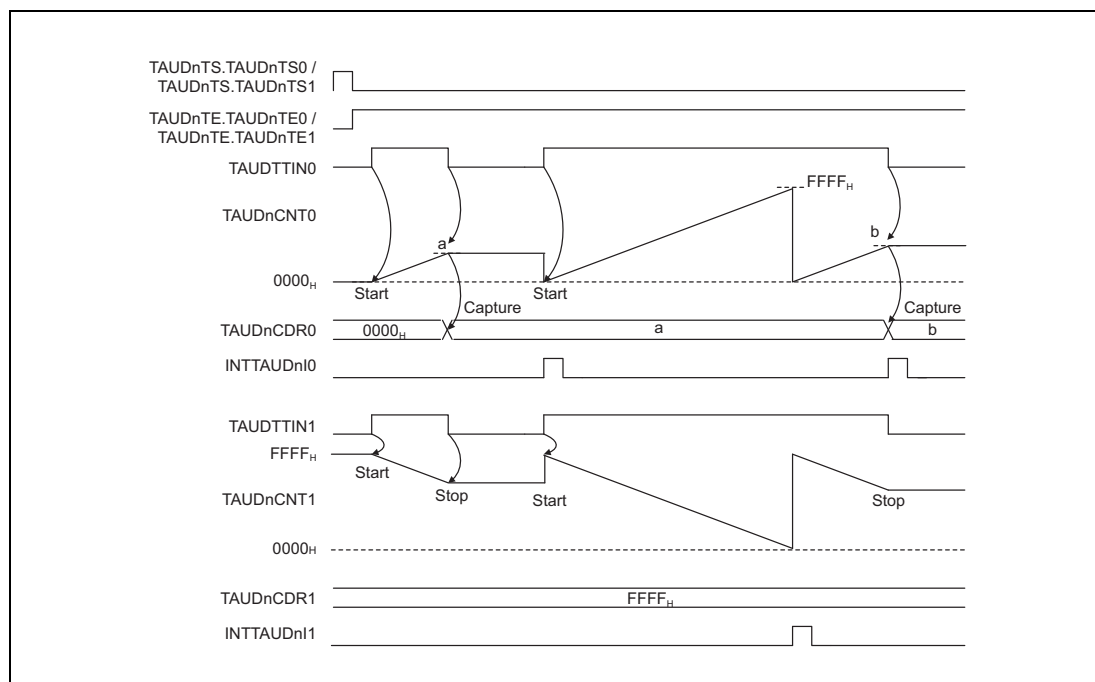 TAUDnTS.TAUDnTS0 /
TAUDnTS.TAUDnTS1
TAUDnTE.TAUDnTE0 /
TAUDnTE.TAUDnTE1
TAUDTTIN0
FFFFH
TAUDnCNT0
a
b
0000H
Start
Start
Capture
Capture
TAUDnCDR0
0000H
a
b
INTTAUDnI0
TAUDTTIN1
FFFFH
Start
Stop
Start
Stop
TAUDnCNT1
0000H
TAUDnCDR1
FFFFH
INTTAUDnI1